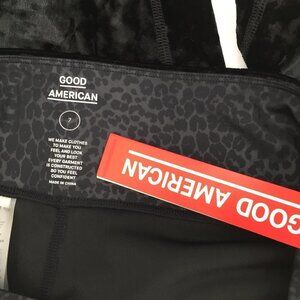 GOOD
AMERICAN
7
WE MAKE CLOTHES
TO MAKE YOU
FEEL AND LOOK
YOUR BEST
EVERY GARMENT
IS CONSTRUCTED
SO YOU FEEL
CONFIDENT
MADE IN CHINA
GOOD AMERICAN